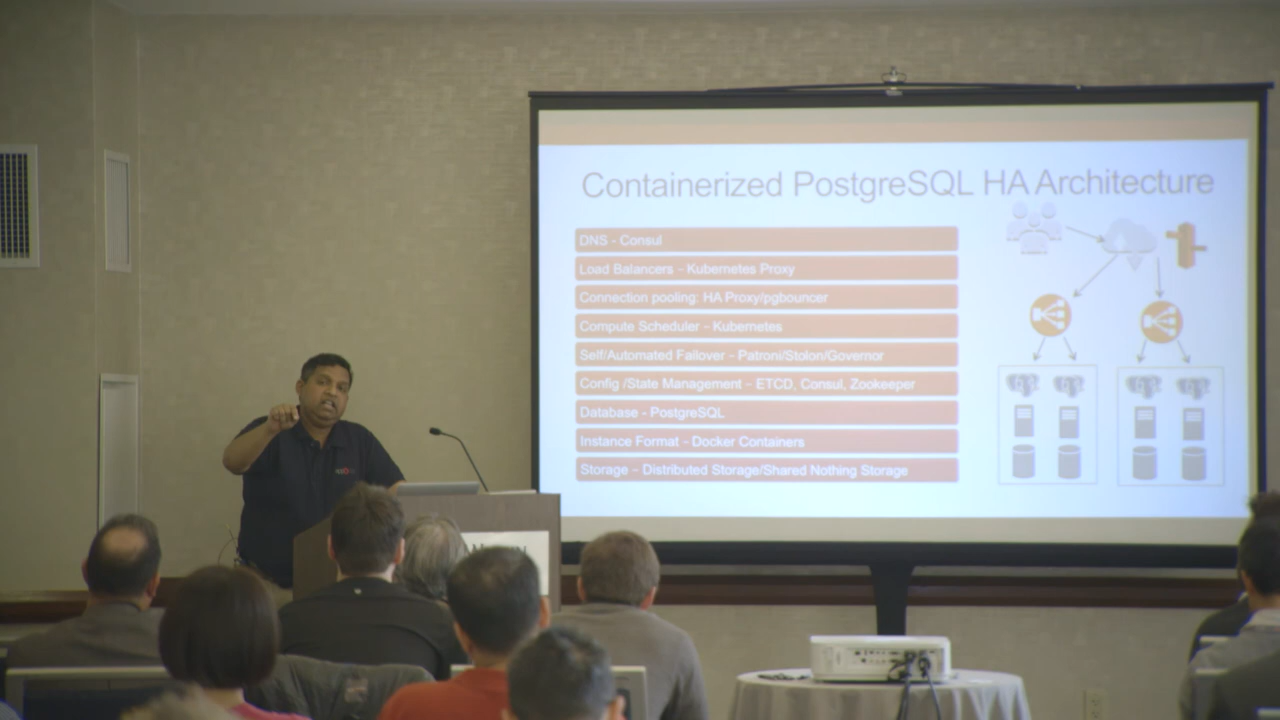 Containerized PostgreSQL HA Architecture
DNS - Consul
Load Balancers - Kubernetes Proxy
Connection pooling: HA Proxy/pgbouncer
Compute Scheduler - Kubernetes
Self/Automated Failover - Patroni/Stolon/Governor
Config /State Management - ETCD, Consul, Zookeeper
Database - PostgreSQL
Instance Format - Docker Containers
Storage – Distributed Storage/Shared Nothing Storage